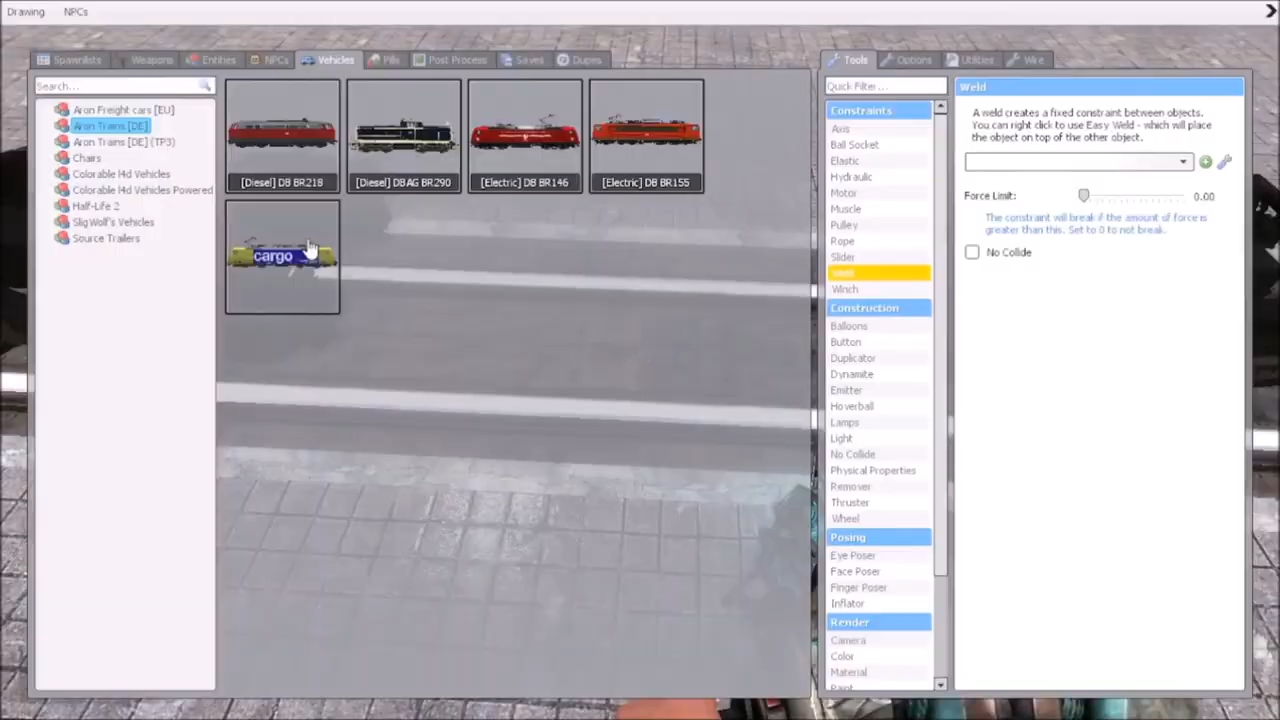 Drawing NPCs
Spawnlists Weapons Entities NPCs Vehicles Pills Post Process Saves Dupes
Search...
Aron Freight cars [EU]
Aron Trains [DE]
Aron Trains [DE] (TP3)
Chairs
Colorable l4d Vehicles
Colorable l4d Vehicles Powered
Half-Life 2
SligWolf's Vehicles
Source Trailers
[Diesel] DB BR218
[Diesel] DBAG BR290
[Electric] DB BR146
[Electric] DB BR155
cargo
Tools Options Utilities Wire
Quick Filter...
Constraints
Axis
Ball Socket
Elastic
Hydraulic
Motor
Muscle
Pulley
Rope
Slider
Weld
Winch
Construction
Balloons
Button
Duplicator
Dynamite
Emitter
Hoverball
Lamps
Light
No Collide
Physical Properties
Remover
Thruster
Wheel
Posing
Eye Poser
Face Poser
Finger Poser
Inflator
Render
Camera
Color
Material
Paint
Weld
A weld creates a fixed constraint between objects.
You can right click to use Easy Weld - which will place
the object on top of the other object.
Force Limit: 0.00
The constraint will break if the amount of force is
greater than this. Set to 0 to not break.
No Collide